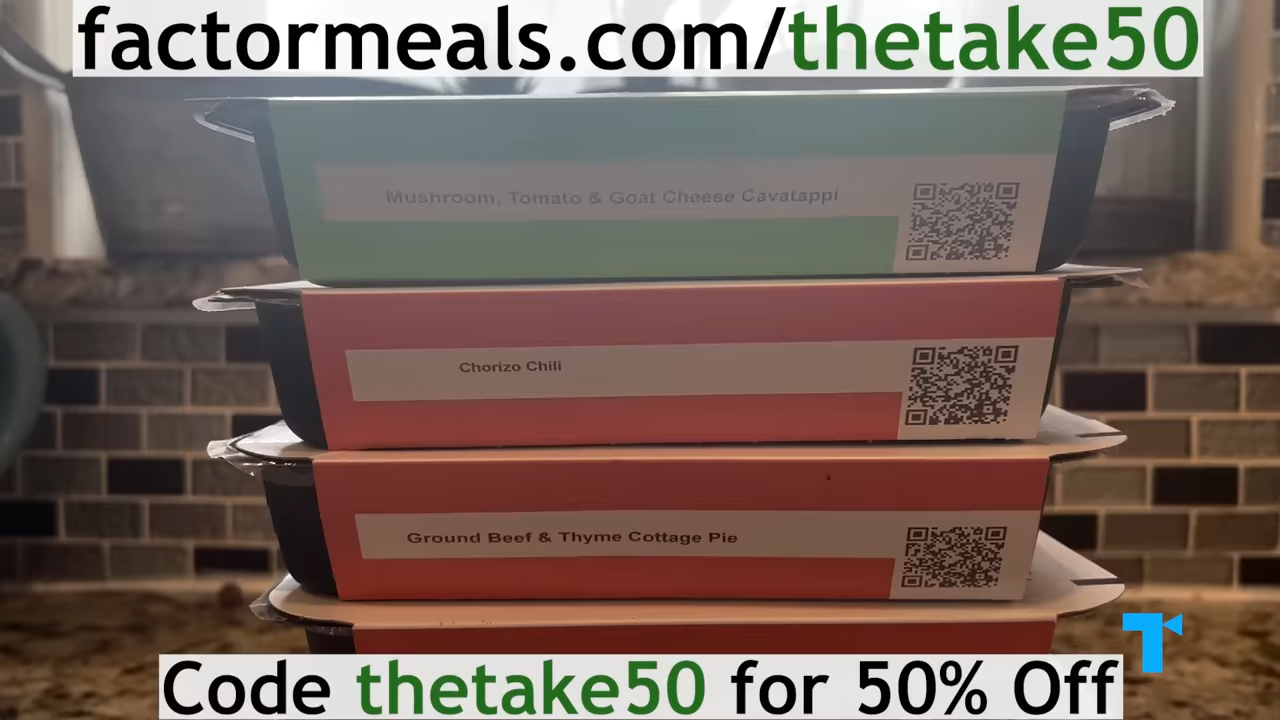 factormeals.com/thetake50
Mushroom, Tomato & Goat Cheese Cavatappi
Chorizo Chili
Ground Beef & Thyme Cottage Pie
Code thetake50 for 50% Off